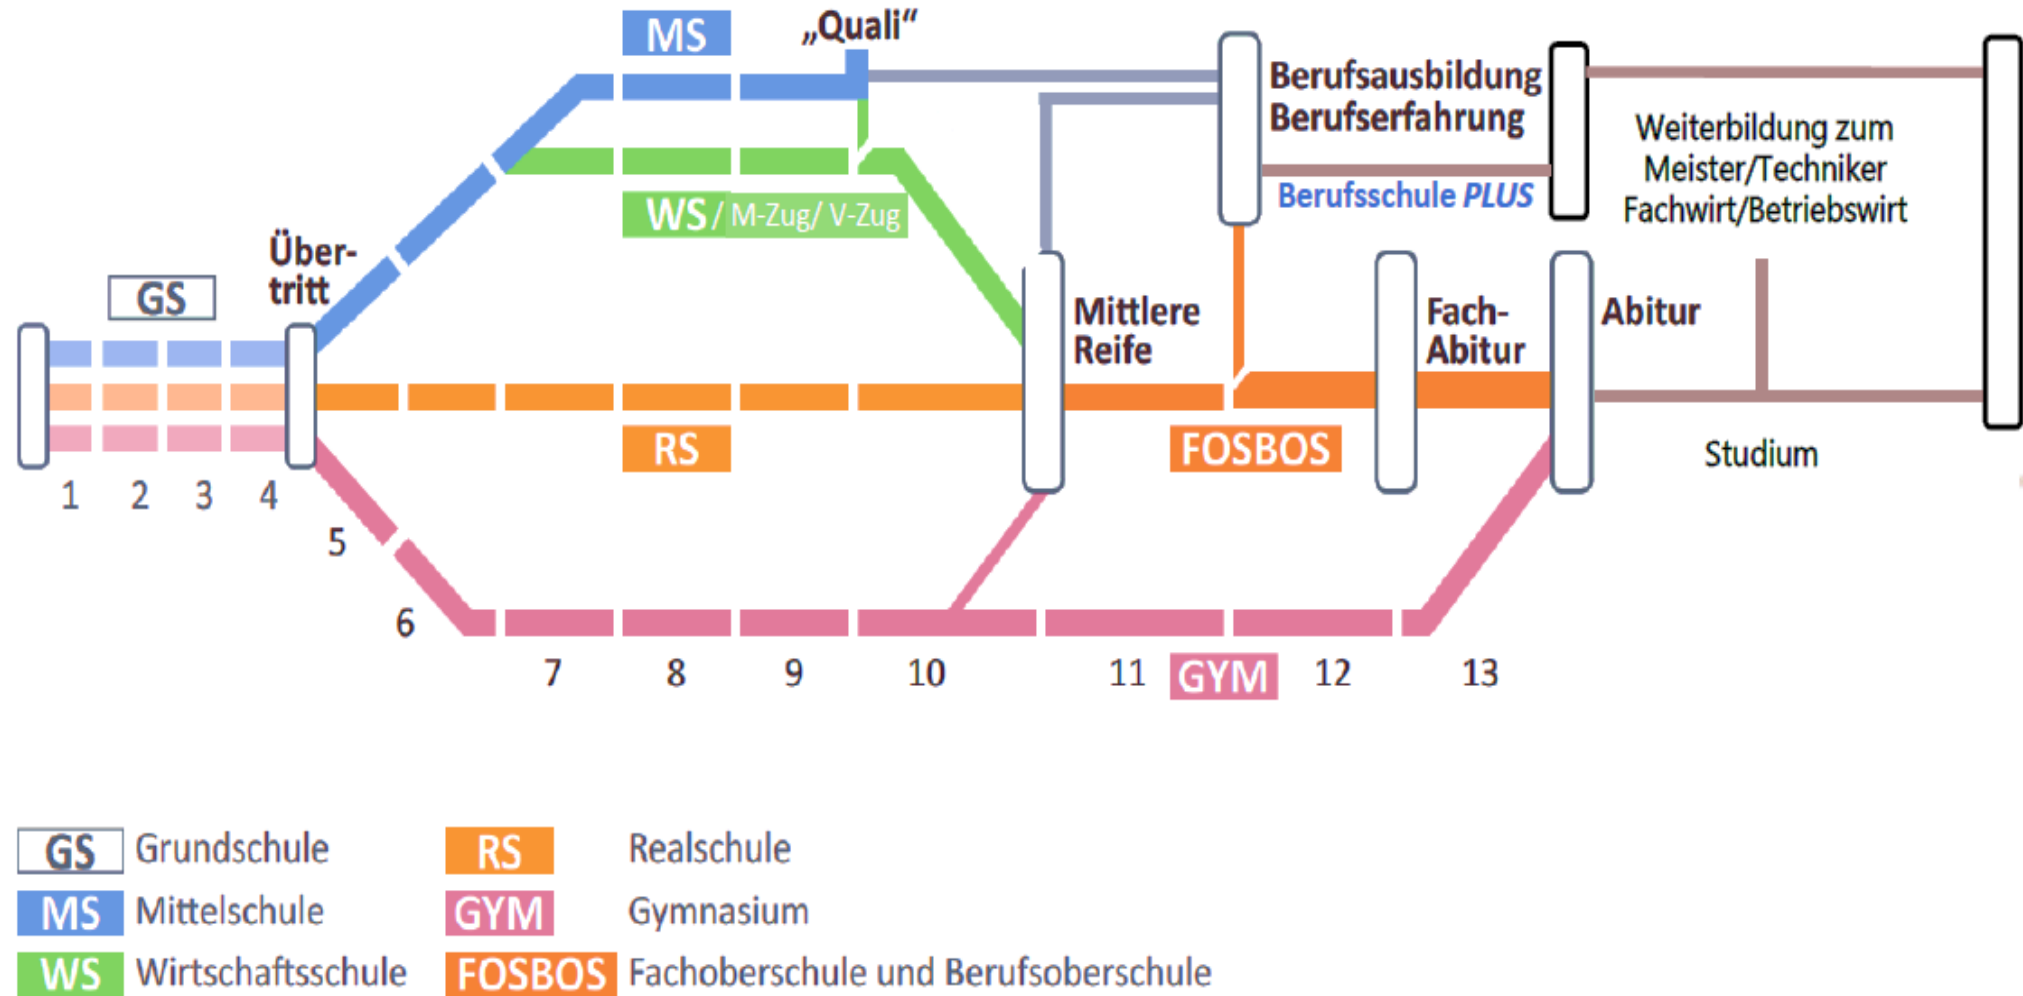 MS
„Quali“
Berufsausbildung
Berufserfahrung
Weiterbildung zum
Meister/Techniker
Fachwirt/Betriebswirt
Berufsschule PLUS
WS / M-Zug/ V-Zug
Über-
tritt
GS
Mittlere
Reife
Fach-
Abitur
Abitur
RS
FOSBOS
Studium
1 2 3 4
5
6
7 8 9 10 11 GYM 12 13
GS Grundschule
RS Realschule
MS Mittelschule
GYM Gymnasium
WS Wirtschaftsschule
FOSBOS Fachoberschule und Berufsoberschule